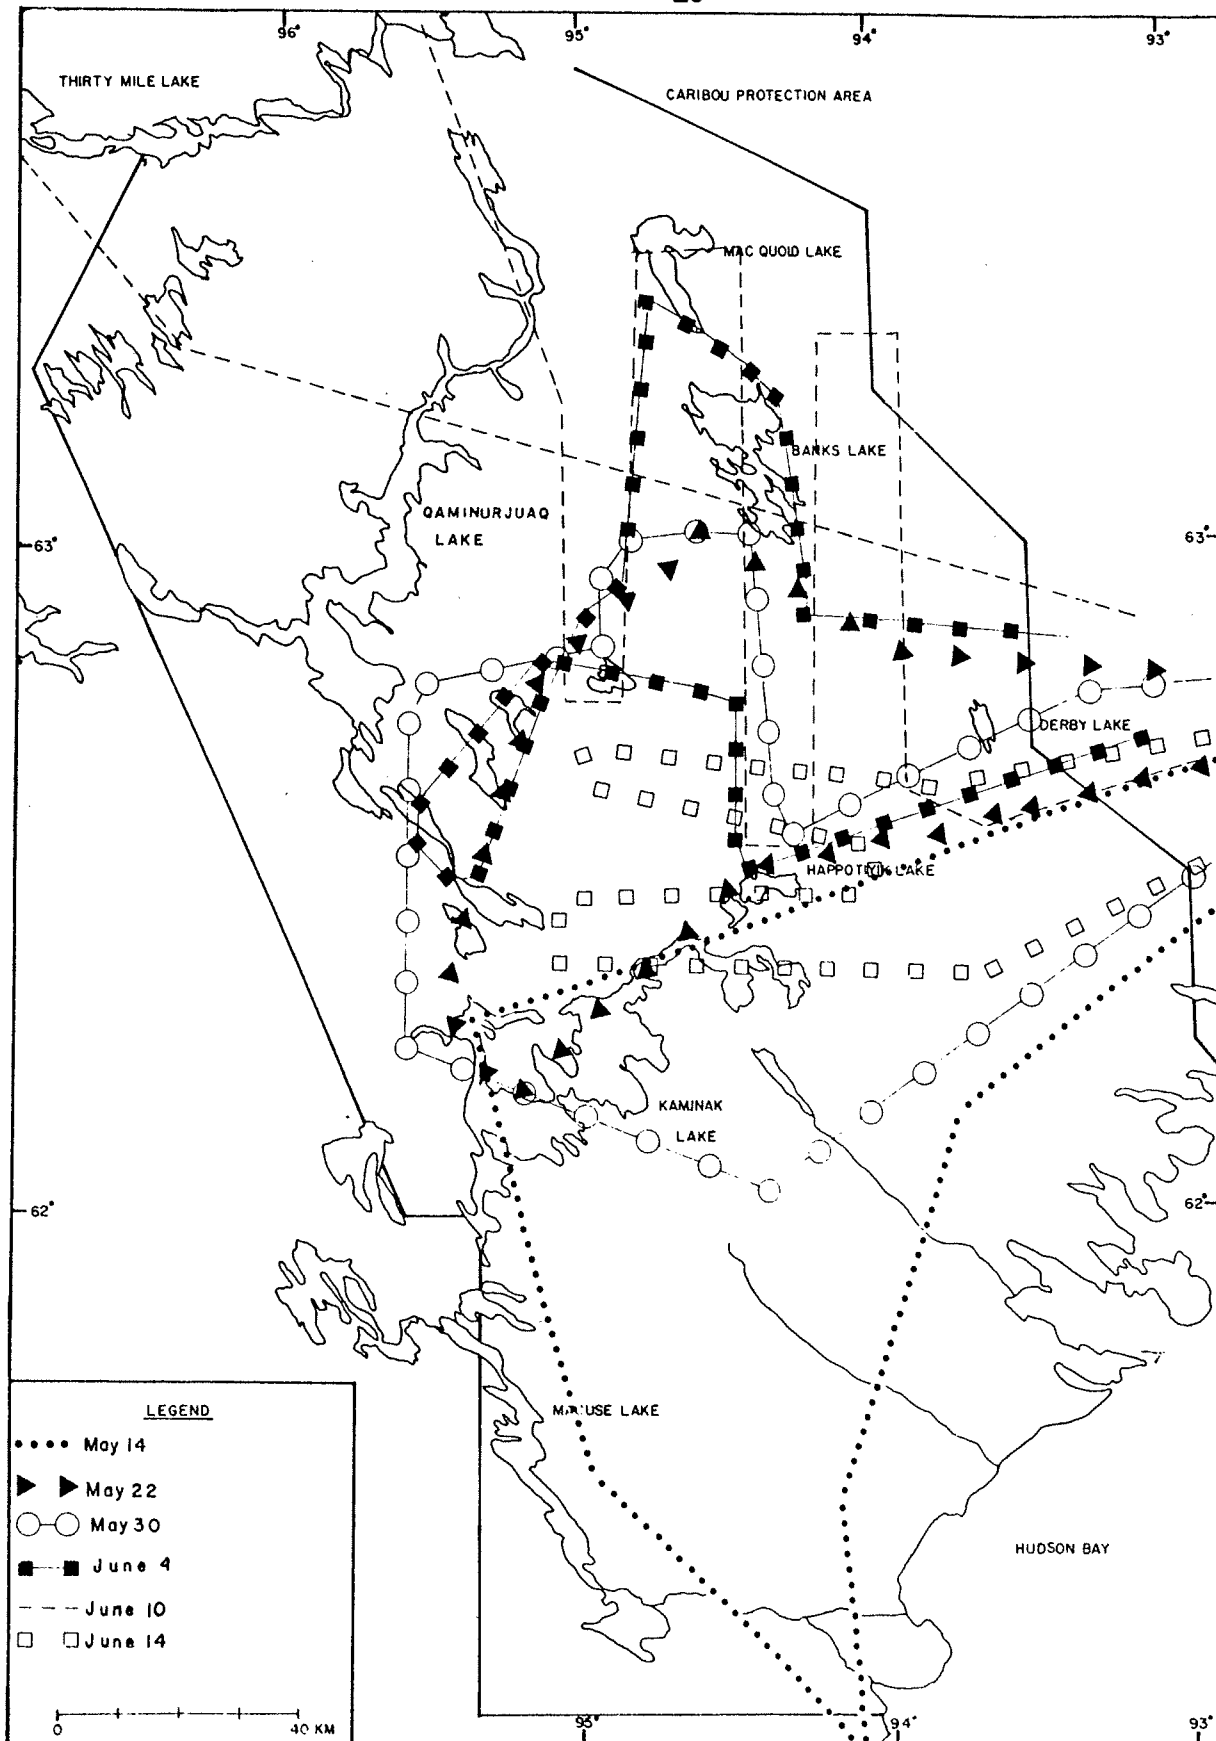 96°
95°
94°
93°
THIRTY MILE LAKE
CARIBOU PROTECTION AREA
MAC QUOID LAKE
BANKS LAKE
QAMINURJUAQ
LAKE
63°
63°
DERBY LAKE
HAPPOTIYIK LAKE
KAMINAK
LAKE
62°
62°
LAKE
HUDSON BAY
LEGEND
May 14
May 22
May 30
June 4
June 10
June 14
0
40 KM
95°
94°
93°